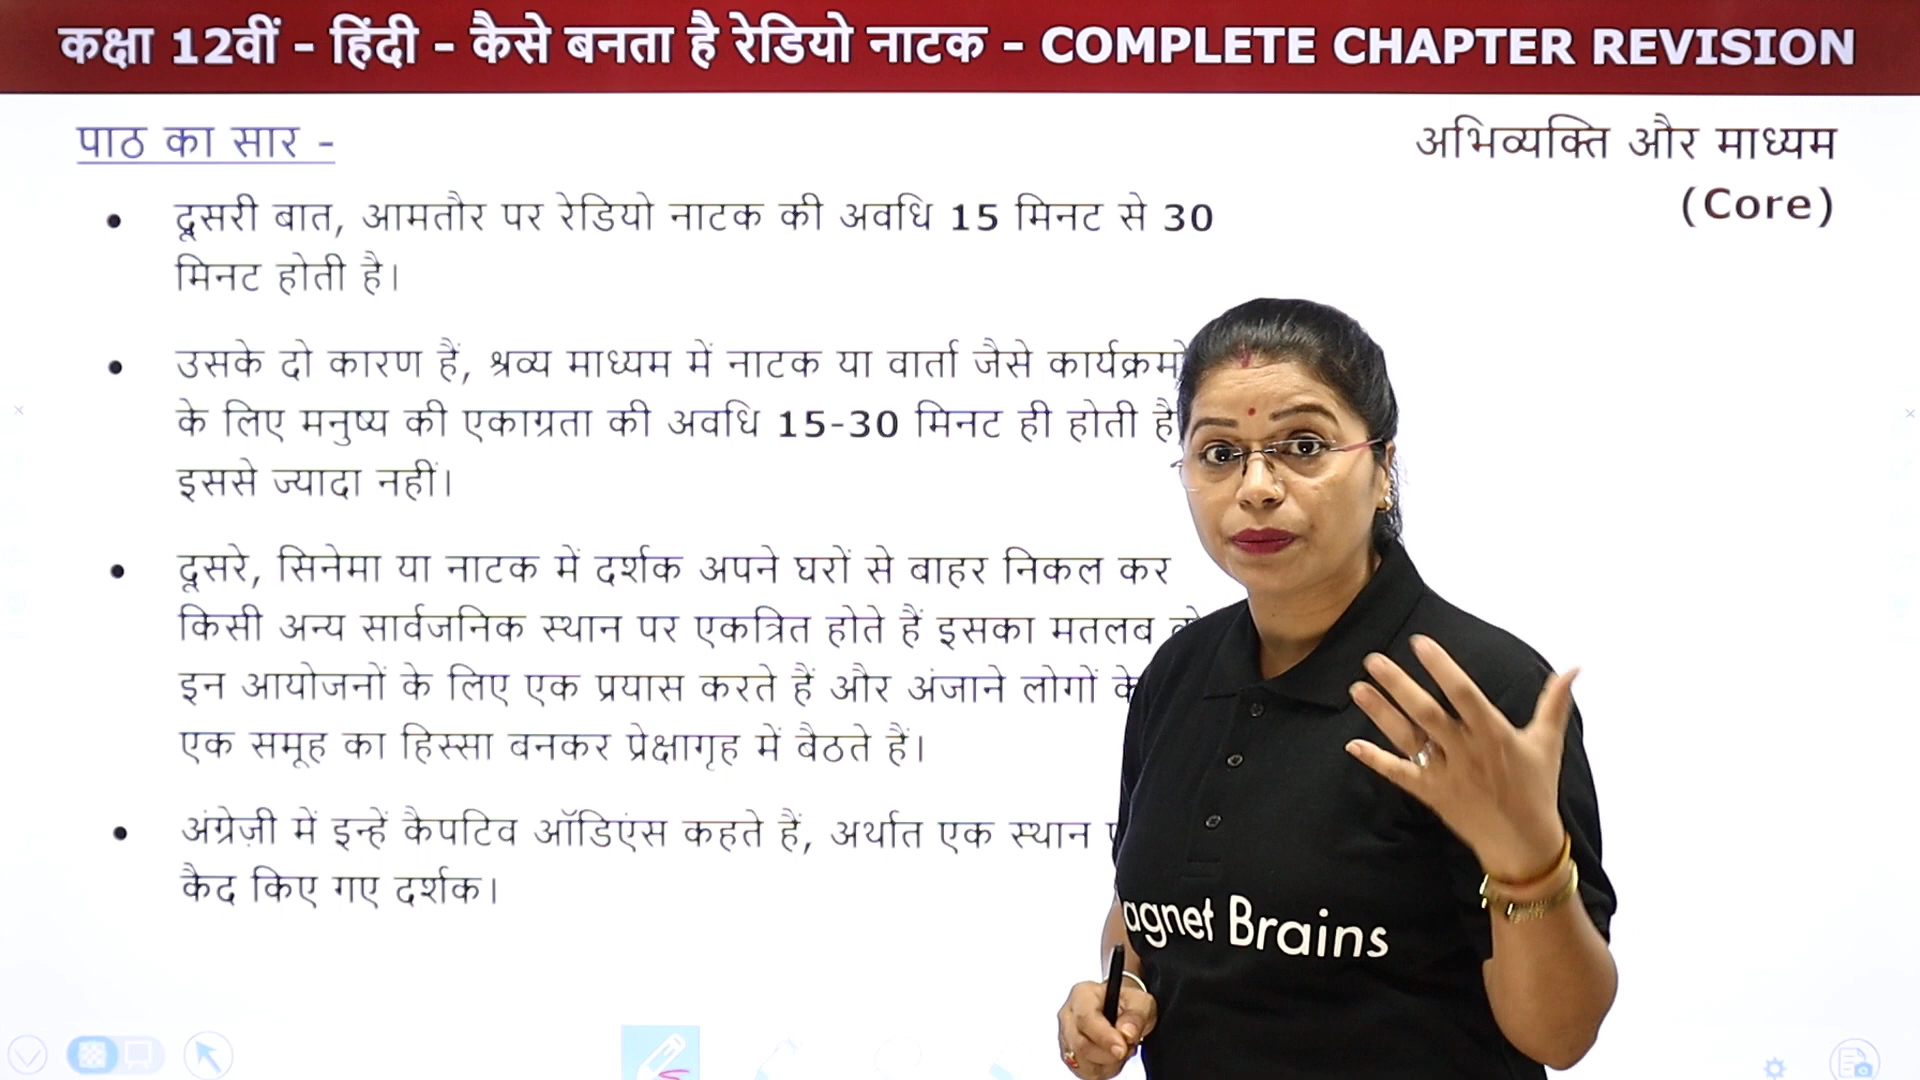 कक्षा 12वीं - हिंदी - कैसे बनता है रेडियो नाटक - COMPLETE CHAPTER REVISION
पाठ का सार -
अभिव्यक्ति और माध्यम
(Core)
• दूसरी बात, आमतौर पर रेडियो नाटक की अवधि 15 मिनट से 30
मिनट होती है।
• उसके दो कारण हैं, श्रव्य माध्यम में नाटक या वार्ता जैसे
के लिए मनुष्य की एकाग्रता की अवधि 15-30 मिनट ही होती है
इससे ज्यादा नहीं।
• दूसरे, सिनेमा या नाटक में दर्शक अपने घरों से बाहर निकल कर
किसी अन्य सार्वजनिक स्थान पर एकत्रित होते हैं इसका मतलब
इन आयोजनों के लिए एक प्रयास करते हैं और अंजाने लोगों के
एक समूह का हिस्सा बनकर प्रेक्षागृह में बैठते हैं।
• अंग्रेज़ी में इन्हें कैपटिव ऑडिएंस कहते हैं, अर्थात एक स्थान
कैद किए गए दर्शक।
agnet Brains